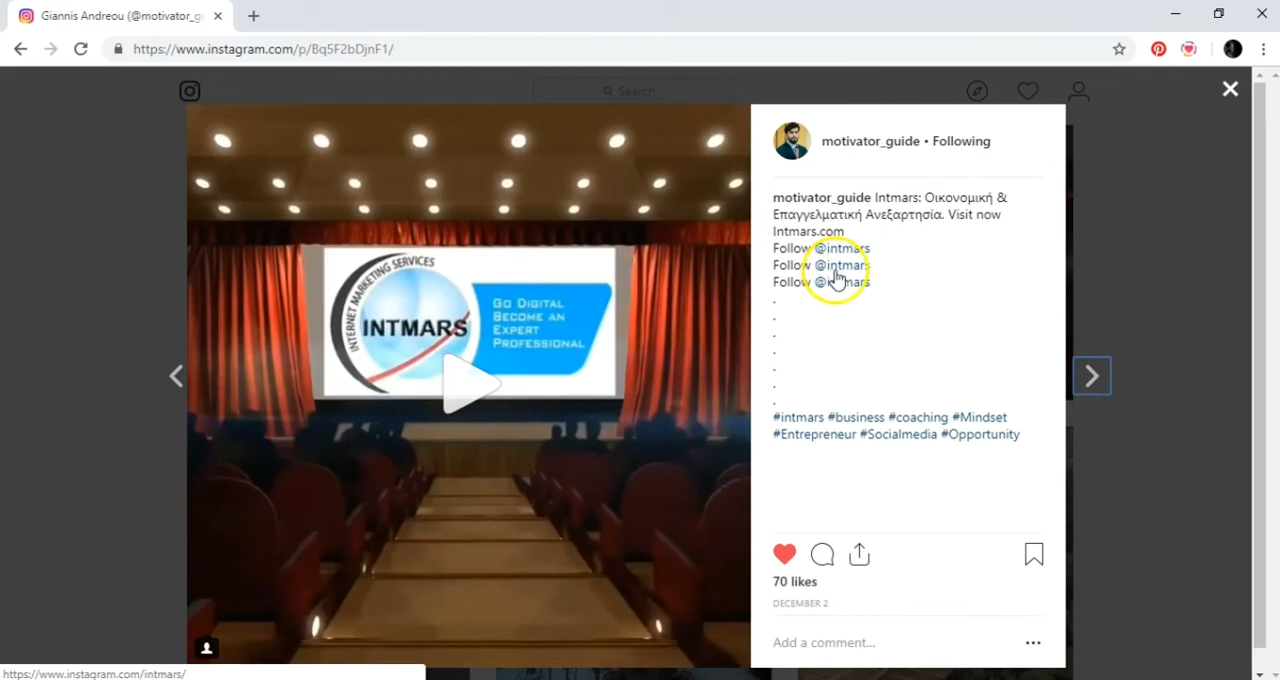 Giannis Andreou (@motivator_gu
https://www.instagram.com/p/Bq5F2bDjnF1/
Search
motivator_guide • Following
motivator_guide Intmars: Οικονομική &
Επαγγελματική Ανεξαρτησία. Visit now
Intmars.com
Follow @intmars
Follow @intmars
Follow @intmars
.
.
.
.
.
.
.
#intmars #business #coaching #Mindset
#Entrepreneur #Socialmedia #Opportunity
INTERNET MARKETING SERVICES
INTMARS
GO DIGITAL
BECOME AN
EXPERT
PROFESSIONAL
70 likes
DECEMBER 2
Add a comment...
https://www.instagram.com/intmars/